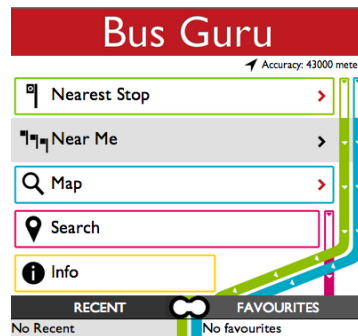 Bus Guru
Accuracy: 43000 mete
Nearest Stop
Near Me
Map
Search
Info
RECENT FAVOURITES
No Recent No favourites